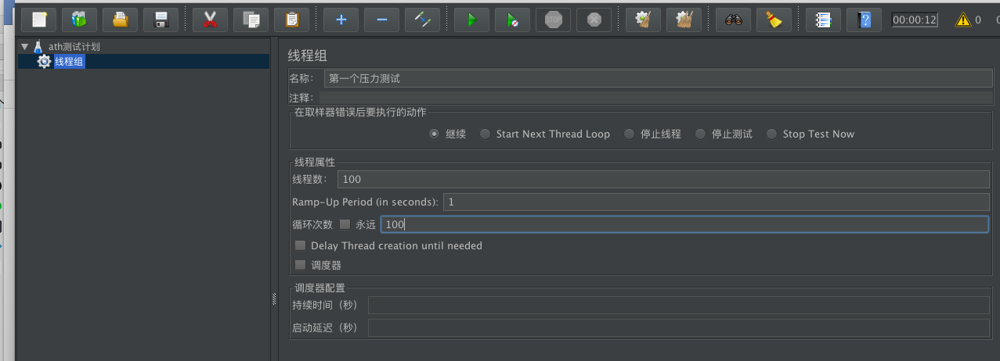 STOP
00:00:12
0
ath测试计划
线程组
线程组
名称： 第一个压力测试
注释：
在取样器错误后要执行的动作
继续 Start Next Thread Loop 停止线程 停止测试 Stop Test Now
线程属性
线程数： 100
Ramp-Up Period (in seconds): 1
循环次数 永远 100
Delay Thread creation until needed
调度器
调度器配置
持续时间（秒）
启动延迟（秒）